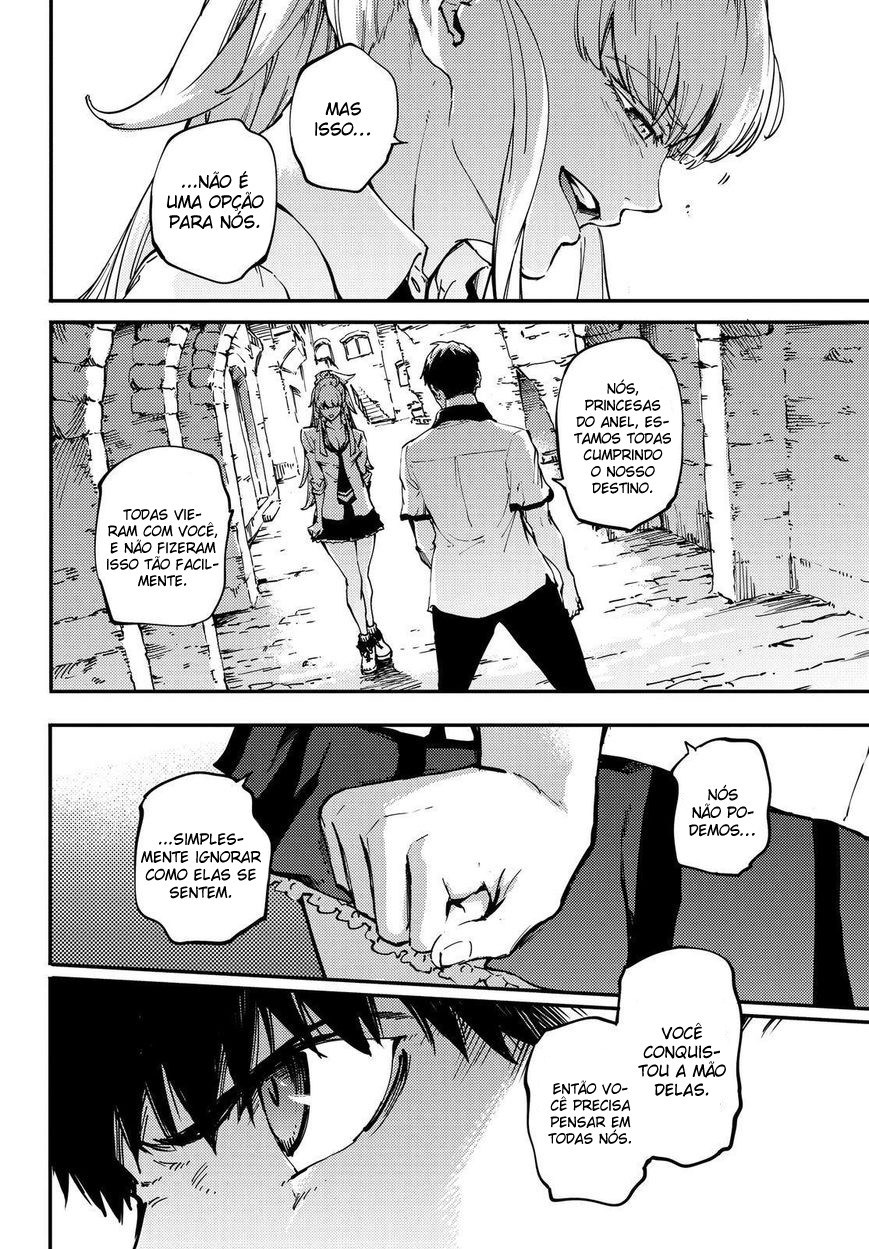 MAS
ISSO...
...NÃO É
UMA OPÇÃO
PARA NÓS.
NÓS,
PRINCESAS
DO ANEL, ES-
TAMOS TODAS
CUMPRINDO
O NOSSO
DESTINO.
TODAS VIE-
RAM COM VOCÊ,
E NÃO FIZERAM
ISSO TÃO FACIL-
MENTE.
NÓS
NÃO PO-
DEMOS...
...SIMPLES-
MENTE IGNORAR
COMO ELAS SE
SENTEM.
VOCÊ
CONQUIS-
TOU A MÃO
DELAS.
ENTÃO VO-
CÊ PRECISA
PENSAR EM
TODAS NÓS.